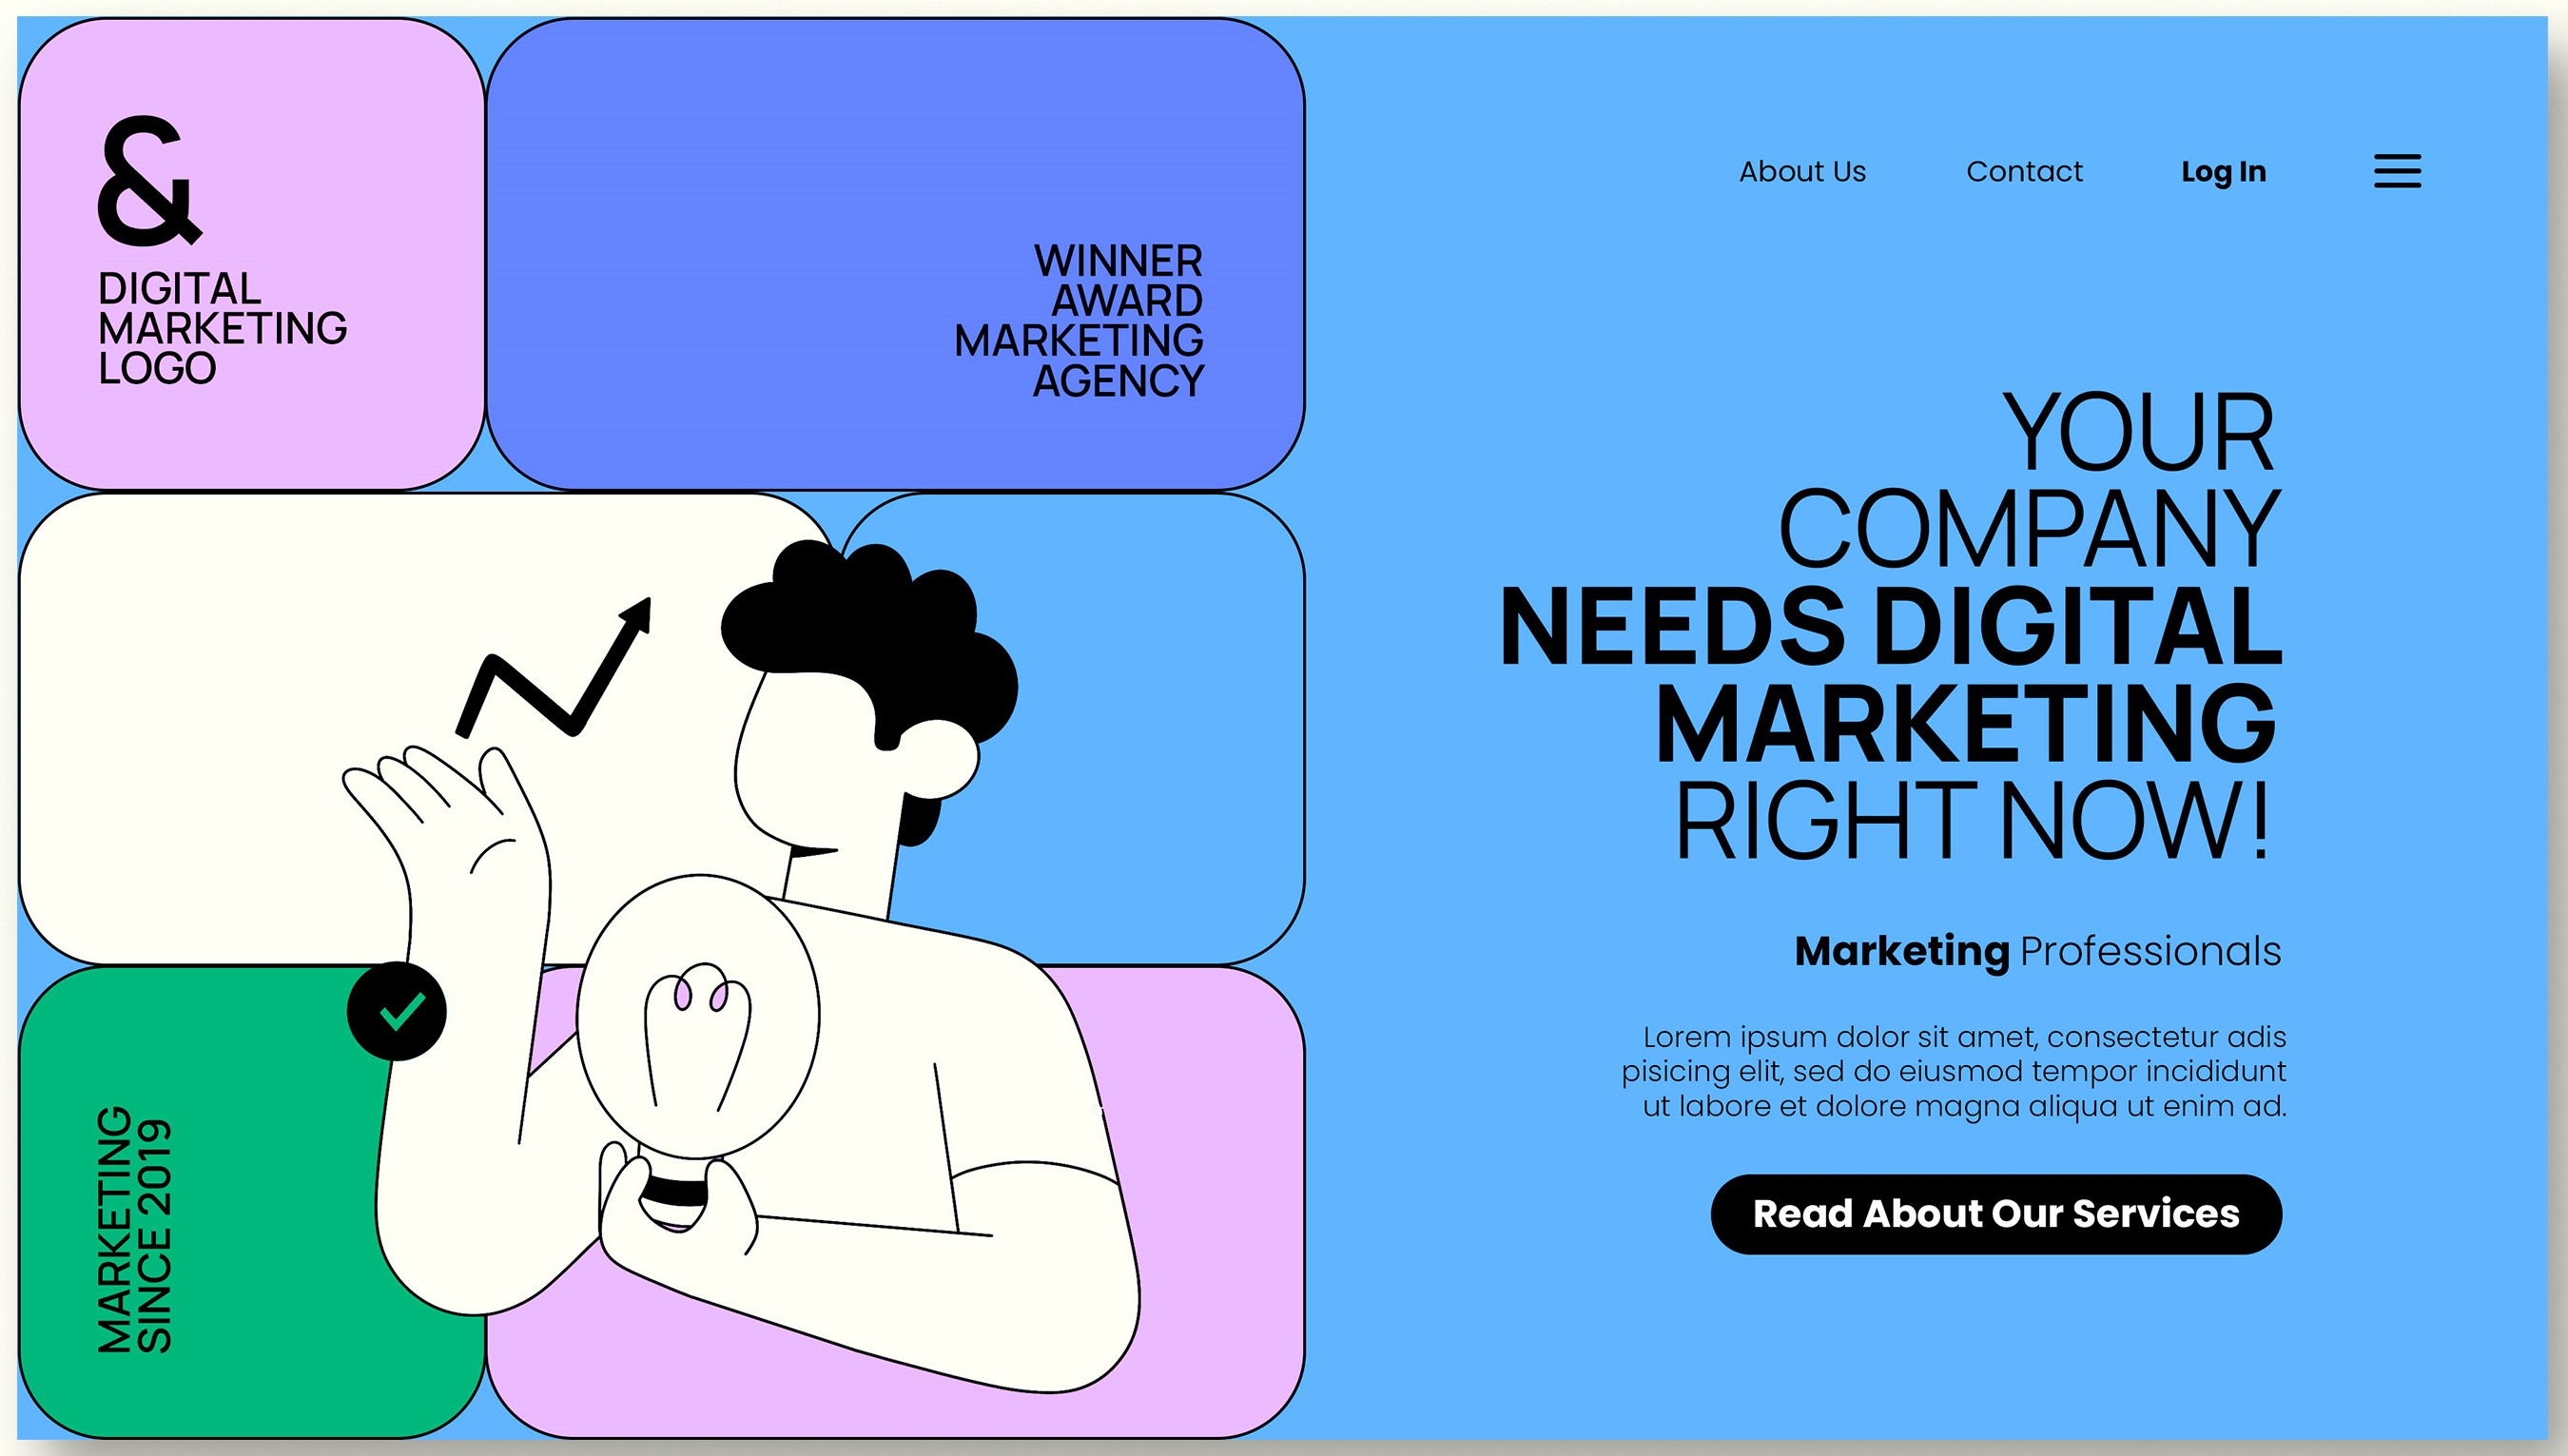 &
DIGITAL
MARKETING
LOGO
WINNER
AWARD
MARKETING
AGENCY
MARKETING
SINCE 2019
About Us
Contact
Log In
YOUR
COMPANY
NEEDS DIGITAL
MARKETING
RIGHT NOW!
Marketing Professionals
Lorem ipsum dolor sit amet, consectetur adis
pisicing elit, sed do eiusmod tempor incididunt
ut labore et dolore magna aliqua ut enim ad.
Read About Our Services